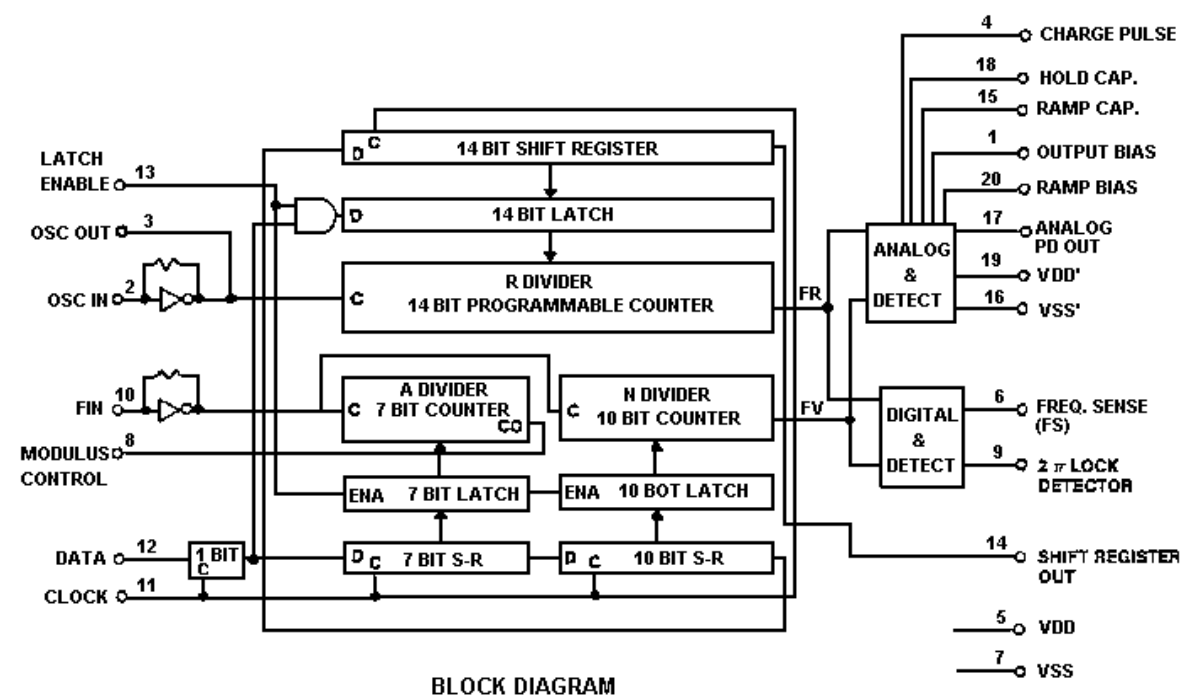 4 CHARGE PULSE
18 HOLD CAP.
15 RAMP CAP.
1 OUTPUT BIAS
20 RAMP BIAS
17 ANALOG
PD OUT
19 VDD'
16 VSS'
ANALOG
&
DETECT
C
D 14 BIT SHIFT REGISTER
LATCH
ENABLE 13
D 14 BIT LATCH
OSC OUT 3
OSC IN 2
R DIVIDER
C 14 BIT PROGRAMMABLE COUNTER
FR
FIN 10
A DIVIDER
C 7 BIT COUNTER
CO
N DIVIDER
C 10 BIT COUNTER
FV
DIGITAL
&
DETECT
6 FREQ. SENSE
(FS)
9 2 π LOCK
DETECTOR
MODULUS 8
CONTROL
ENA 7 BIT LATCH
ENA 10 BOT LATCH
DATA 12
1 BIT
C
D C 7 BIT S-R
D C 10 BIT S-R
14 SHIFT REGISTER
OUT
CLOCK 11
5 VDD
7 VSS
BLOCK DIAGRAM